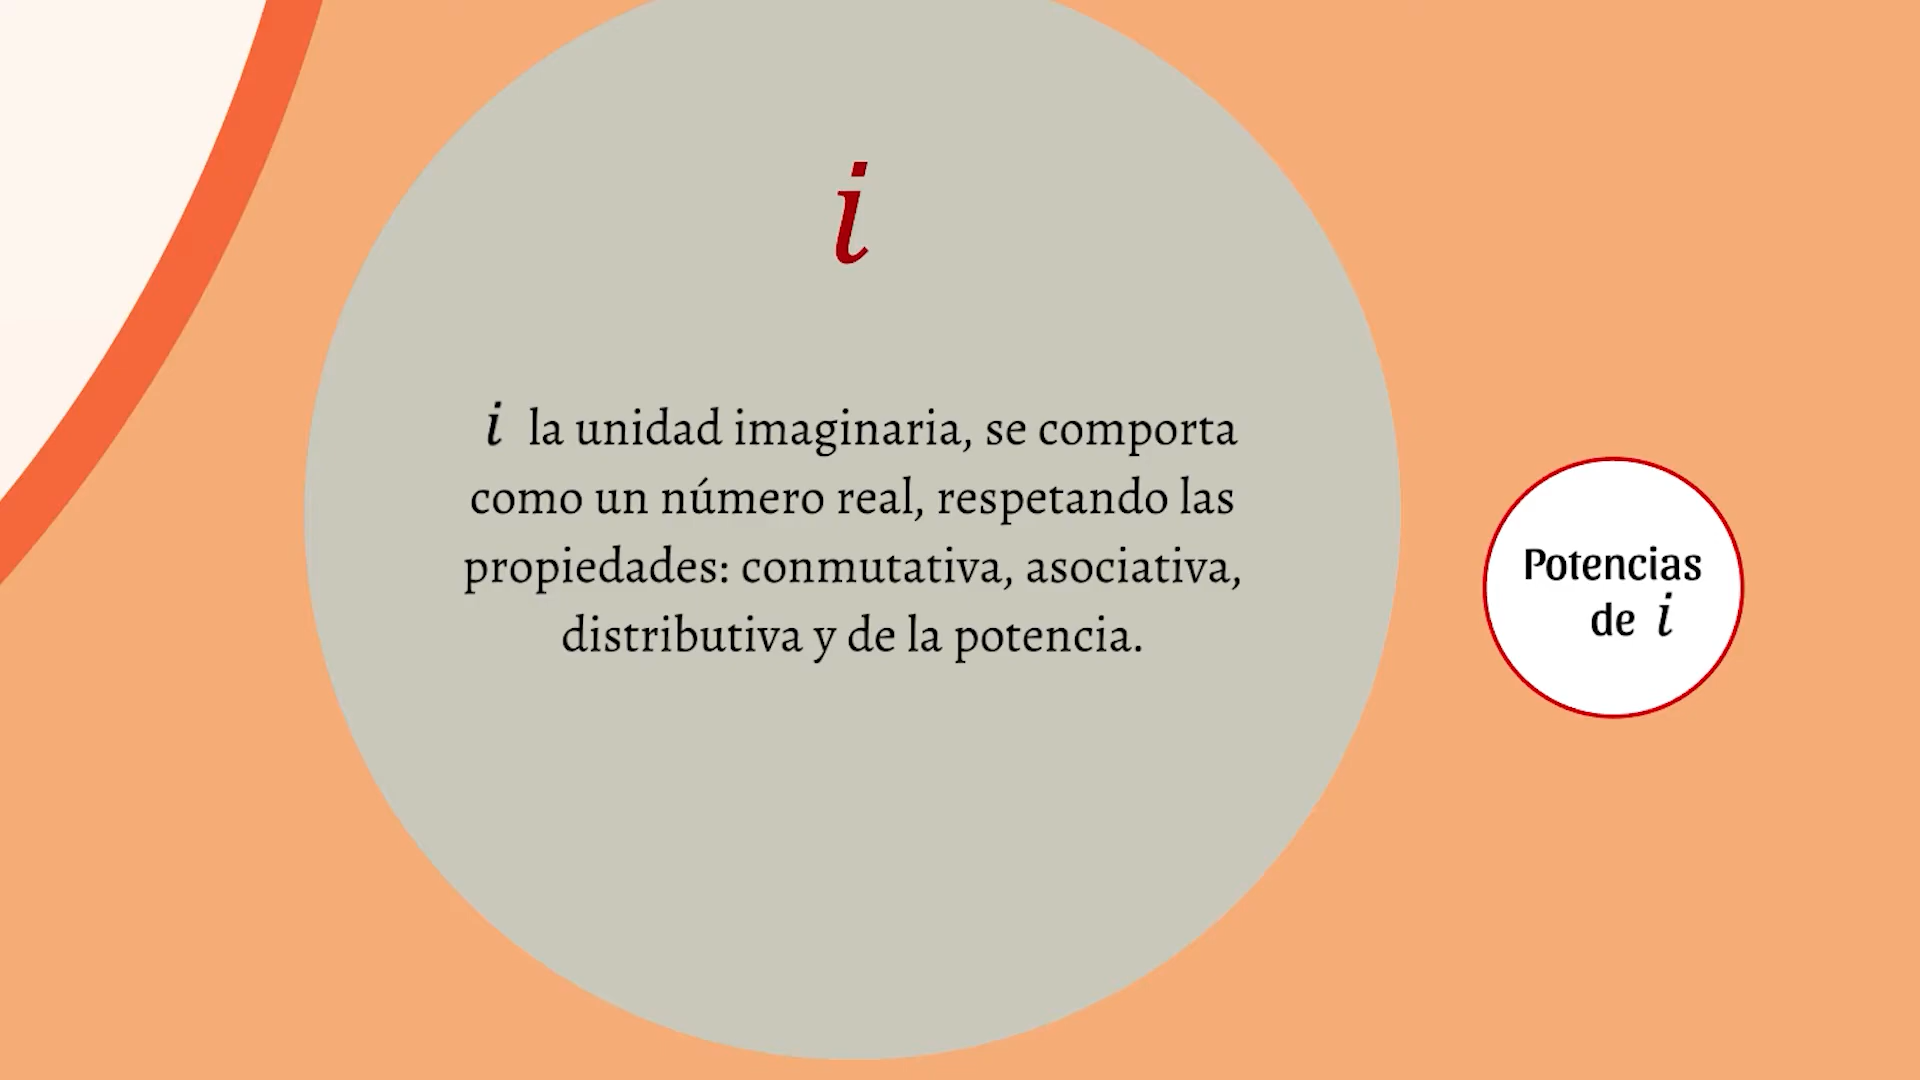 i
i la unidad imaginaria, se comporta
como un número real, respetando las
propiedades: conmutativa, asociativa,
distributiva y de la potencia.
Potencias
de i